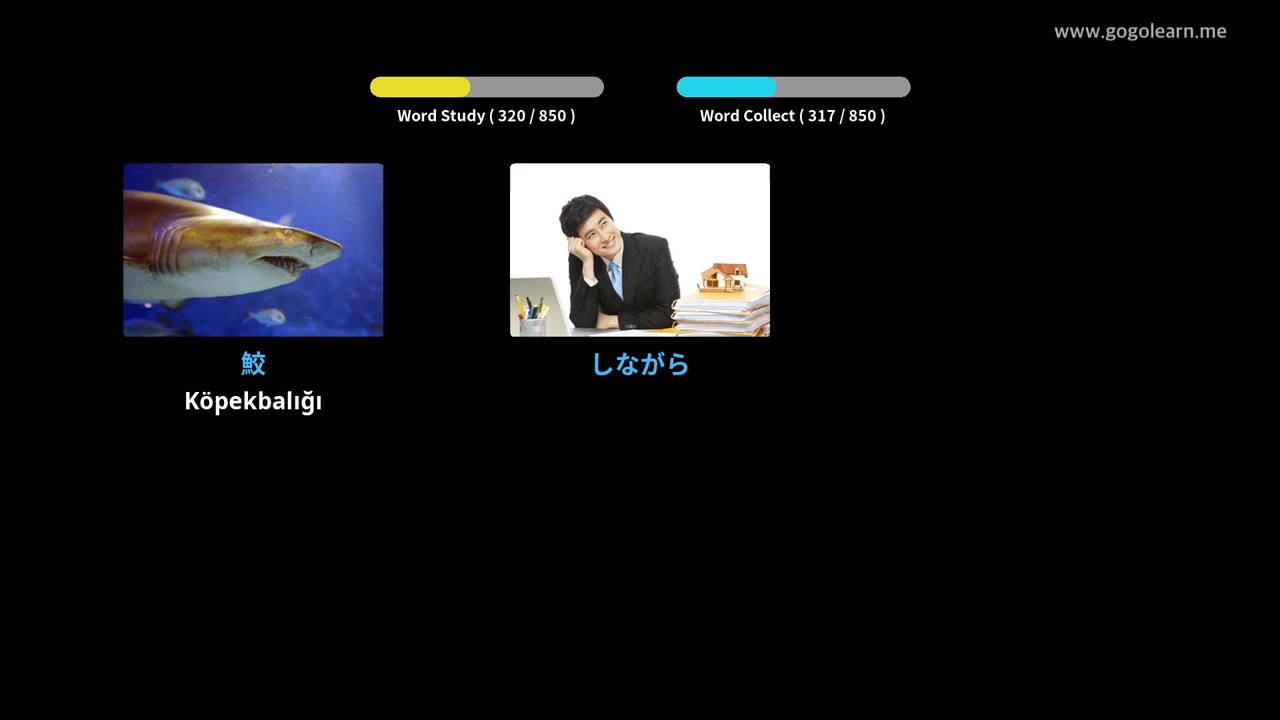 www.gogolearn.me
Word Study ( 320 / 850 )
Word Collect ( 317 / 850 )
鮫
Köpekbalığı
しながら